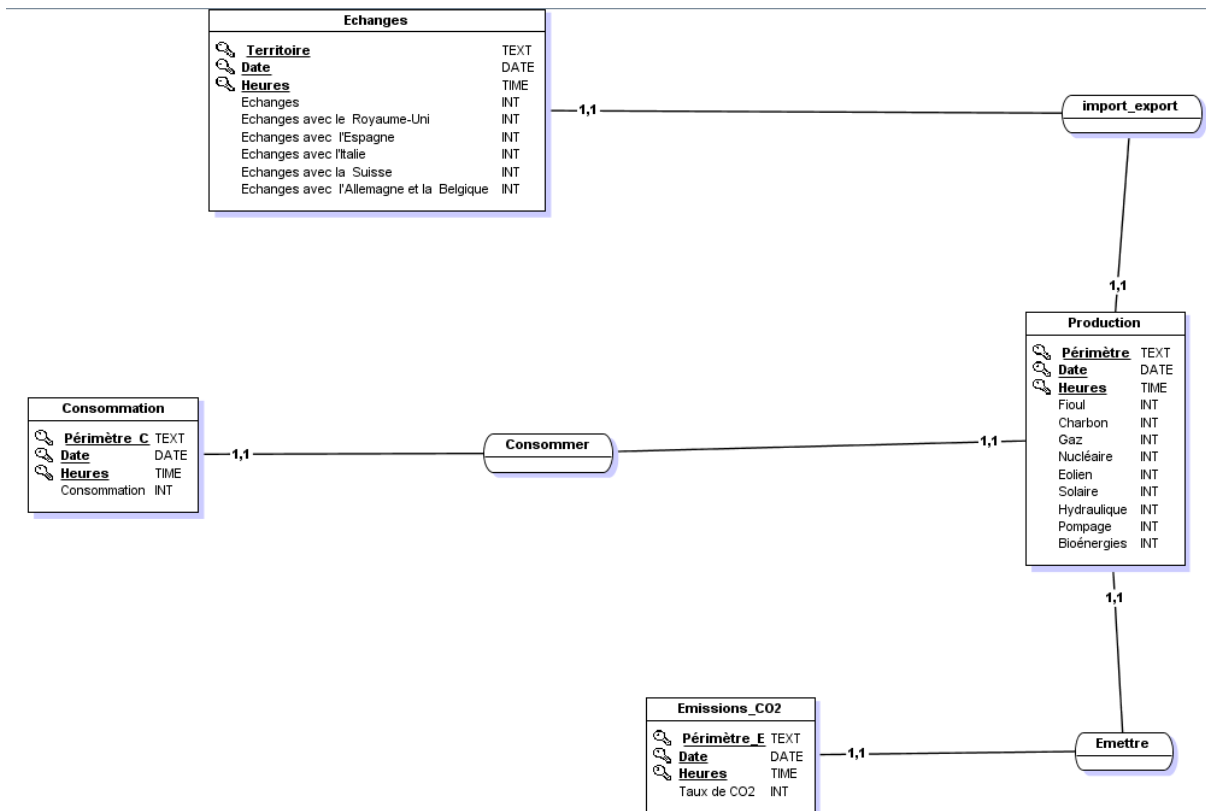 Echanges
Territoire TEXT
Date DATE
Heures TIME
Echanges INT
Echanges avec le Royaume-Uni INT
Echanges avec l'Espagne INT
Echanges avec l'Italie INT
Echanges avec la Suisse INT
Echanges avec l'Allemagne et la Belgique INT
1,1
import_export
1,1
Production
Périmètre TEXT
Date DATE
Heures TIME
Fioul INT
Charbon INT
Gaz INT
Nucléaire INT
Eolien INT
Solaire INT
Hydraulique INT
Pompage INT
Bioénergies INT
Consommation
Périmètre_C TEXT
Date DATE
Heures TIME
Consommation INT
1,1
Consommer
1,1
1,1
Emissions_CO2
Périmètre_E TEXT
Date DATE
Heures TIME
Taux de CO2 INT
1,1
Emettre